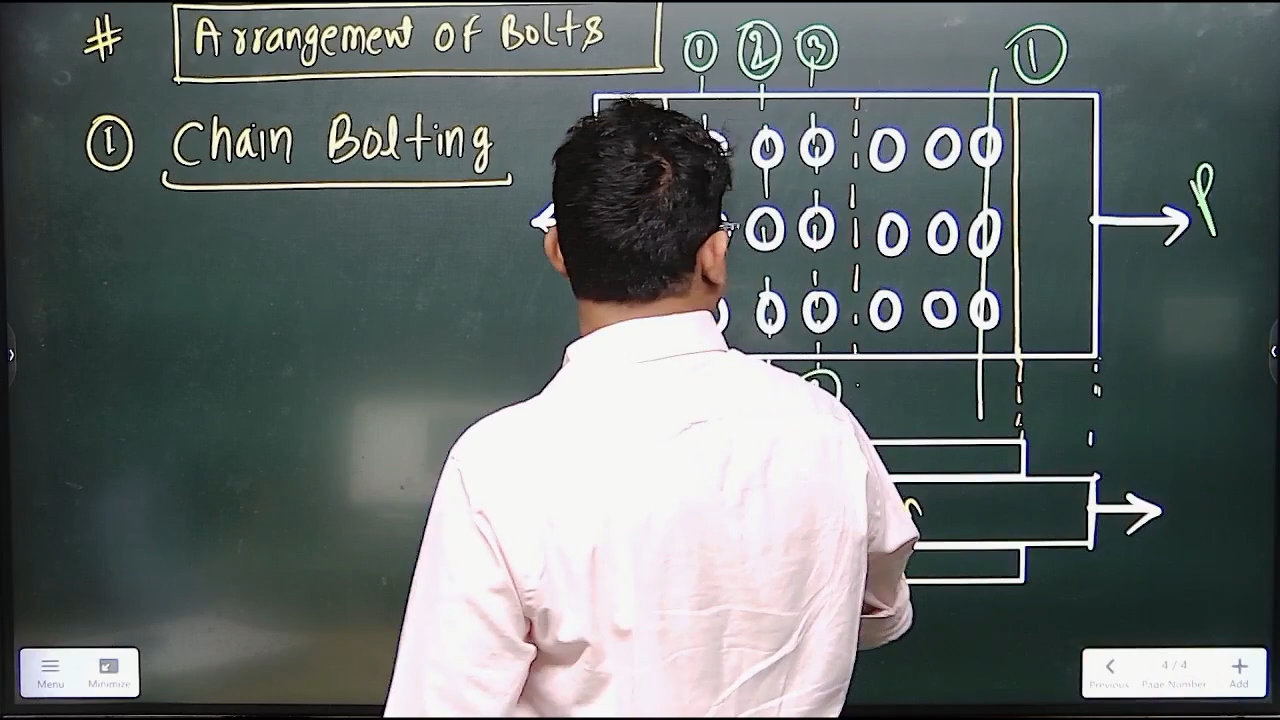 # Arrangement of Bolts
① ② ③ ①
① Chain Bolting
P
Menu
Minimize
4 / 4
Previous Page Number Add